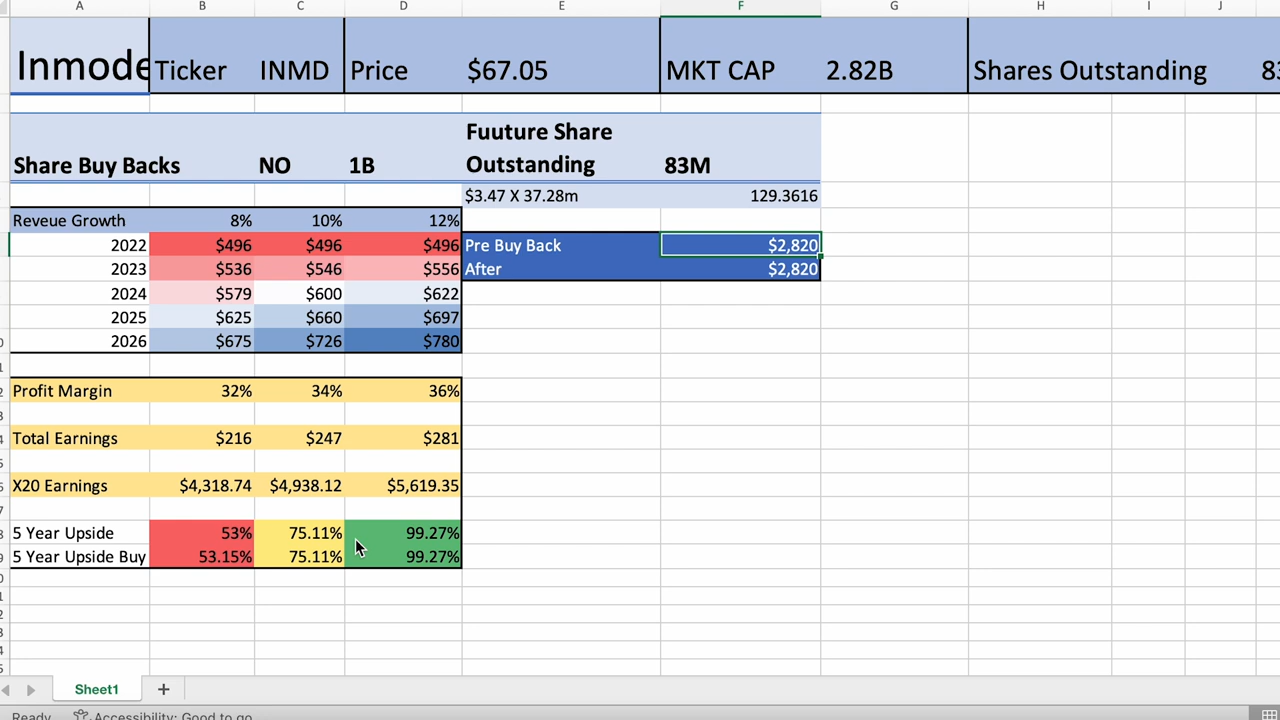 A B C D E F G H I J
Inmode Ticker INMD Price $67.05 MKT CAP 2.82B Shares Outstanding 83
Fuuture Share
Share Buy Backs NO 1B Outstanding 83M
$3.47 X 37.28m 129.3616
Reveue Growth 8% 10% 12%
2022 $496 $496 $496 Pre Buy Back $2,820
2023 $536 $546 $556 After $2,820
2024 $579 $600 $622
2025 $625 $660 $697
2026 $675 $726 $780
Profit Margin 32% 34% 36%
Total Earnings $216 $247 $281
X20 Earnings $4,318.74 $4,938.12 $5,619.35
5 Year Upside 53% 75.11% 99.27%
5 Year Upside Buy 53.15% 75.11% 99.27%
Sheet1 +
Ready Accessibility: Good to go